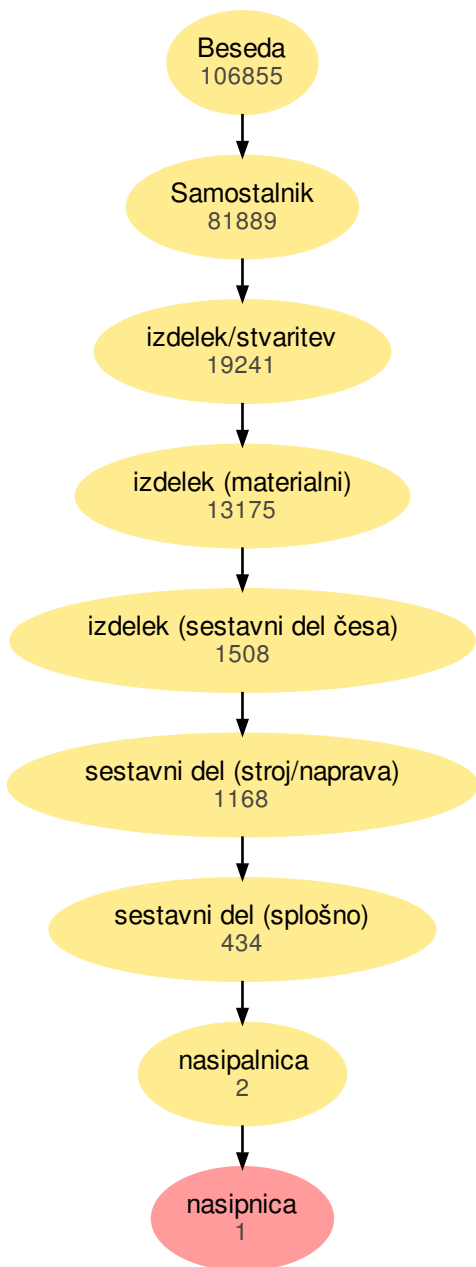 Beseda
106855
Samostalnik
81889
izdelek/stvaritev
19241
izdelek (materialni)
13175
izdelek (sestavni del česa)
1508
sestavni del (stroj/naprava)
1168
sestavni del (splošno)
434
nasipalnica
2
nasipnica
1